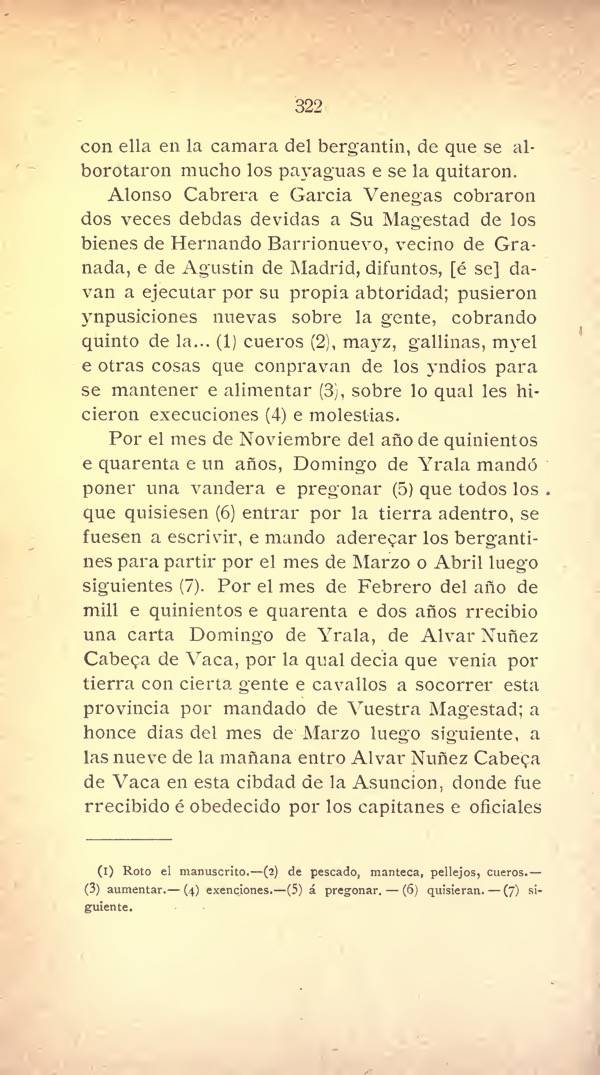 322
con ella en la camara del bergantin, de que se al-
borotaron mucho los payaguas e se la quitaron.
Alonso Cabrera e Garcia Venegas cobraron
dos veces debdas devidas a Su Magestad de los
bienes de Hernando Barrionuevo, vecino de Gra-
nada, e de Agustin de Madrid, difuntos, [é se] da-
van a ejecutar por su propia abtoridad; pusieron
ynpusiciones nuevas sobre la gente, cobrando
quinto de la... (1) cueros (2), mayz, gallinas, myel
e otras cosas que conpravan de los yndios para
se mantener e alimentar (3), sobre lo qual les hi-
cieron execuciones (4) e molestias.
Por el mes de Noviembre del año de quinientos
e quarenta e un años, Domingo de Yrala mandó
poner una vandera e pregonar (5) que todos los
que quisiesen (6) entrar por la tierra adentro, se
fuesen a escrivir, e mando adereçar los berganti-
nes para partir por el mes de Marzo o Abril luego
siguientes (7). Por el mes de Febrero del año de
mill e quinientos e quarenta e dos años rrecibio
una carta Domingo de Yrala, de Alvar Nuñez
Cabeça de Vaca, por la qual decia que venia por
tierra con cierta gente e cavallos a socorrer esta
provincia por mandado de Vuestra Magestad; a
honce dias del mes de Marzo luego siguiente, a
las nueve de la mañana entro Alvar Nuñez Cabeça
de Vaca en esta cibdad de la Asuncion, donde fue
rrecibido é obedecido por los capitanes e oficiales
(1) Roto el manuscrito.—(2) de pescado, manteca, pellejos, cueros.—
(3) aumentar.—(4) exenciones.—(5) á pregonar.—(6) quisieran.—(7) si-
guiente.